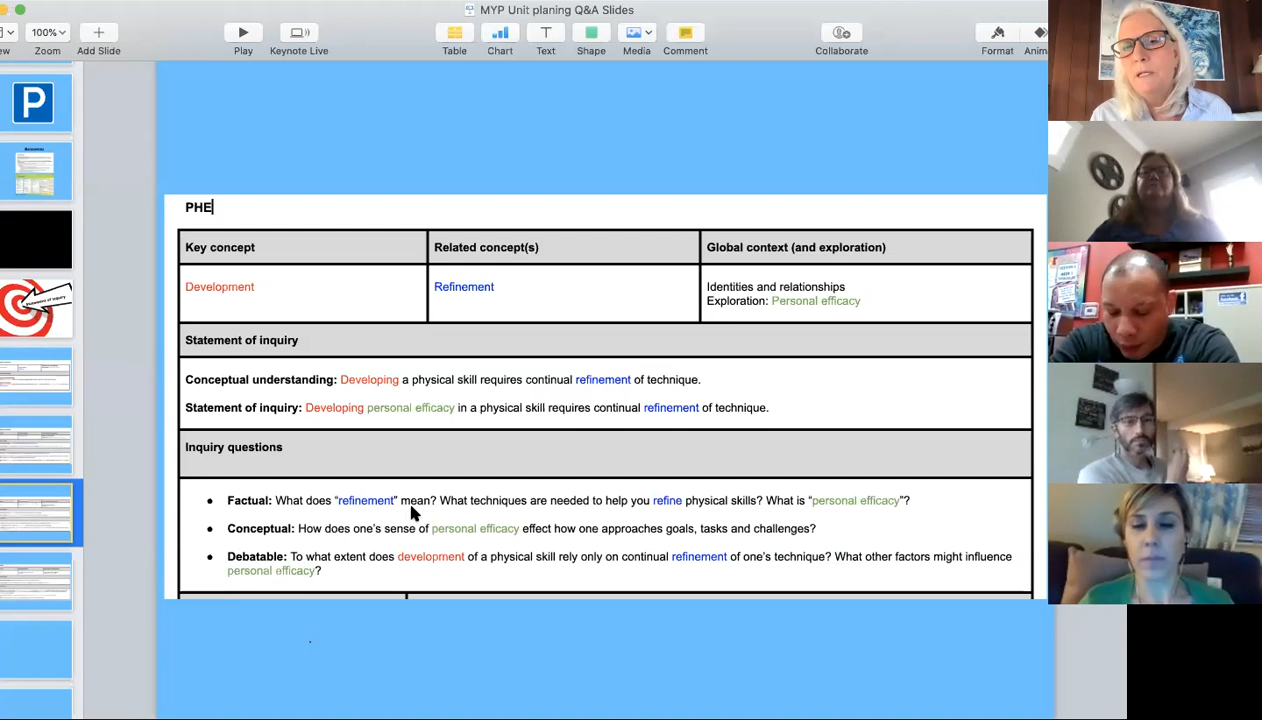 MYP Unit planing Q&A Slides
100%
Zoom
Add Slide
Play
Keynote Live
Table
Chart
Text
Shape
Media
Comment
Collaborate
Format
PHE
Key concept
Related concept(s)
Global context (and exploration)
Development
Refinement
Identities and relationships
Exploration: Personal efficacy
Statement of inquiry
Conceptual understanding: Developing a physical skill requires continual refinement of technique.
Statement of inquiry: Developing personal efficacy in a physical skill requires continual refinement of technique.
Inquiry questions
● Factual: What does “refinement” mean? What techniques are needed to help you refine physical skills? What is “personal efficacy”?
● Conceptual: How does one’s sense of personal efficacy effect how one approaches goals, tasks and challenges?
● Debatable: To what extent does development of a physical skill rely only on continual refinement of one’s technique? What other factors might influence
personal efficacy?
P